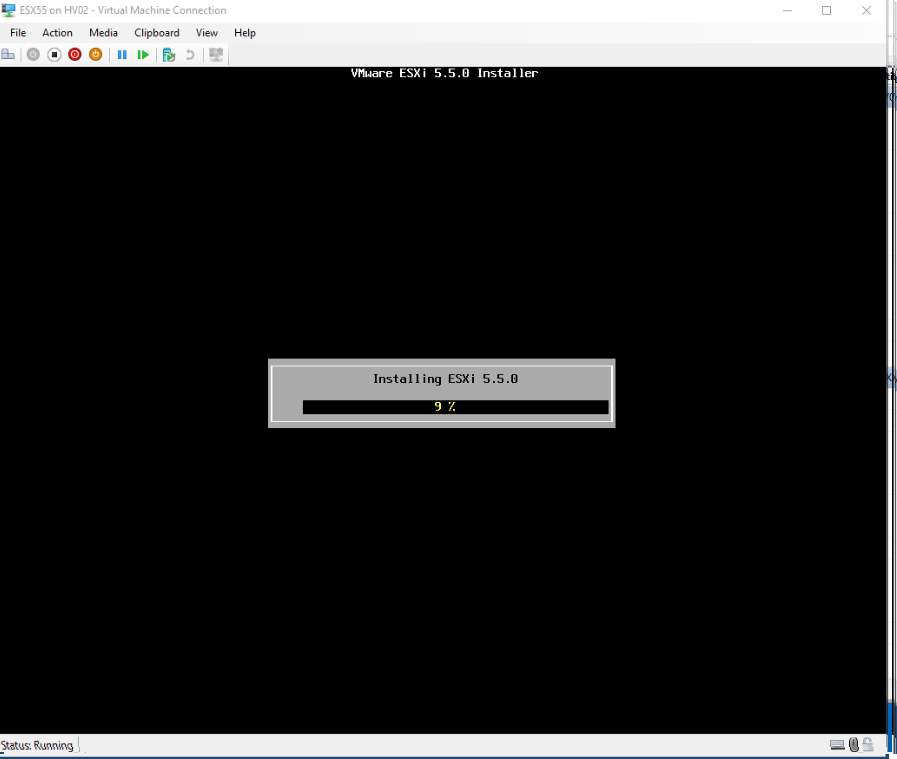 ESX55 on HV02 - Virtual Machine Connection
File Action Media Clipboard View Help
VMware ESXi 5.5.0 Installer
Installing ESXi 5.5.0
9 %
Status: Running